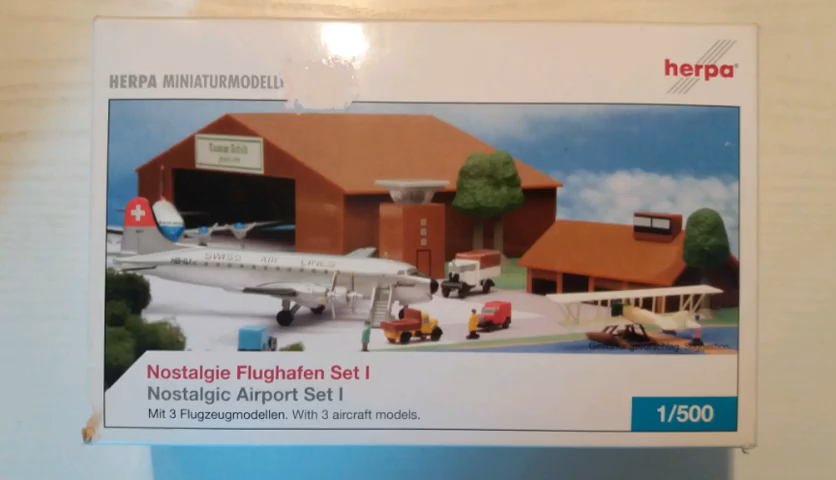 HERPA MINIATURMODELL
herpa
SWISS AIR LINES
Nostalgie Flughafen Set I
Nostalgic Airport Set I
Mit 3 Flugzeugmodellen. With 3 aircraft models.
1/500